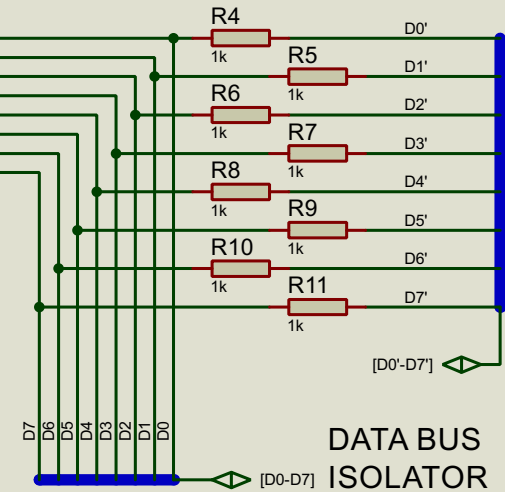 R4
1k
D0'
R5
1k
D1'
R6
1k
D2'
R7
1k
D3'
R8
1k
D4'
R9
1k
D5'
R10
1k
D6'
R11
1k
D7'
[D0'-D7']
D7
D6
D5
D4
D3
D2
D1
D0
[D0-D7]
DATA BUS
ISOLATOR